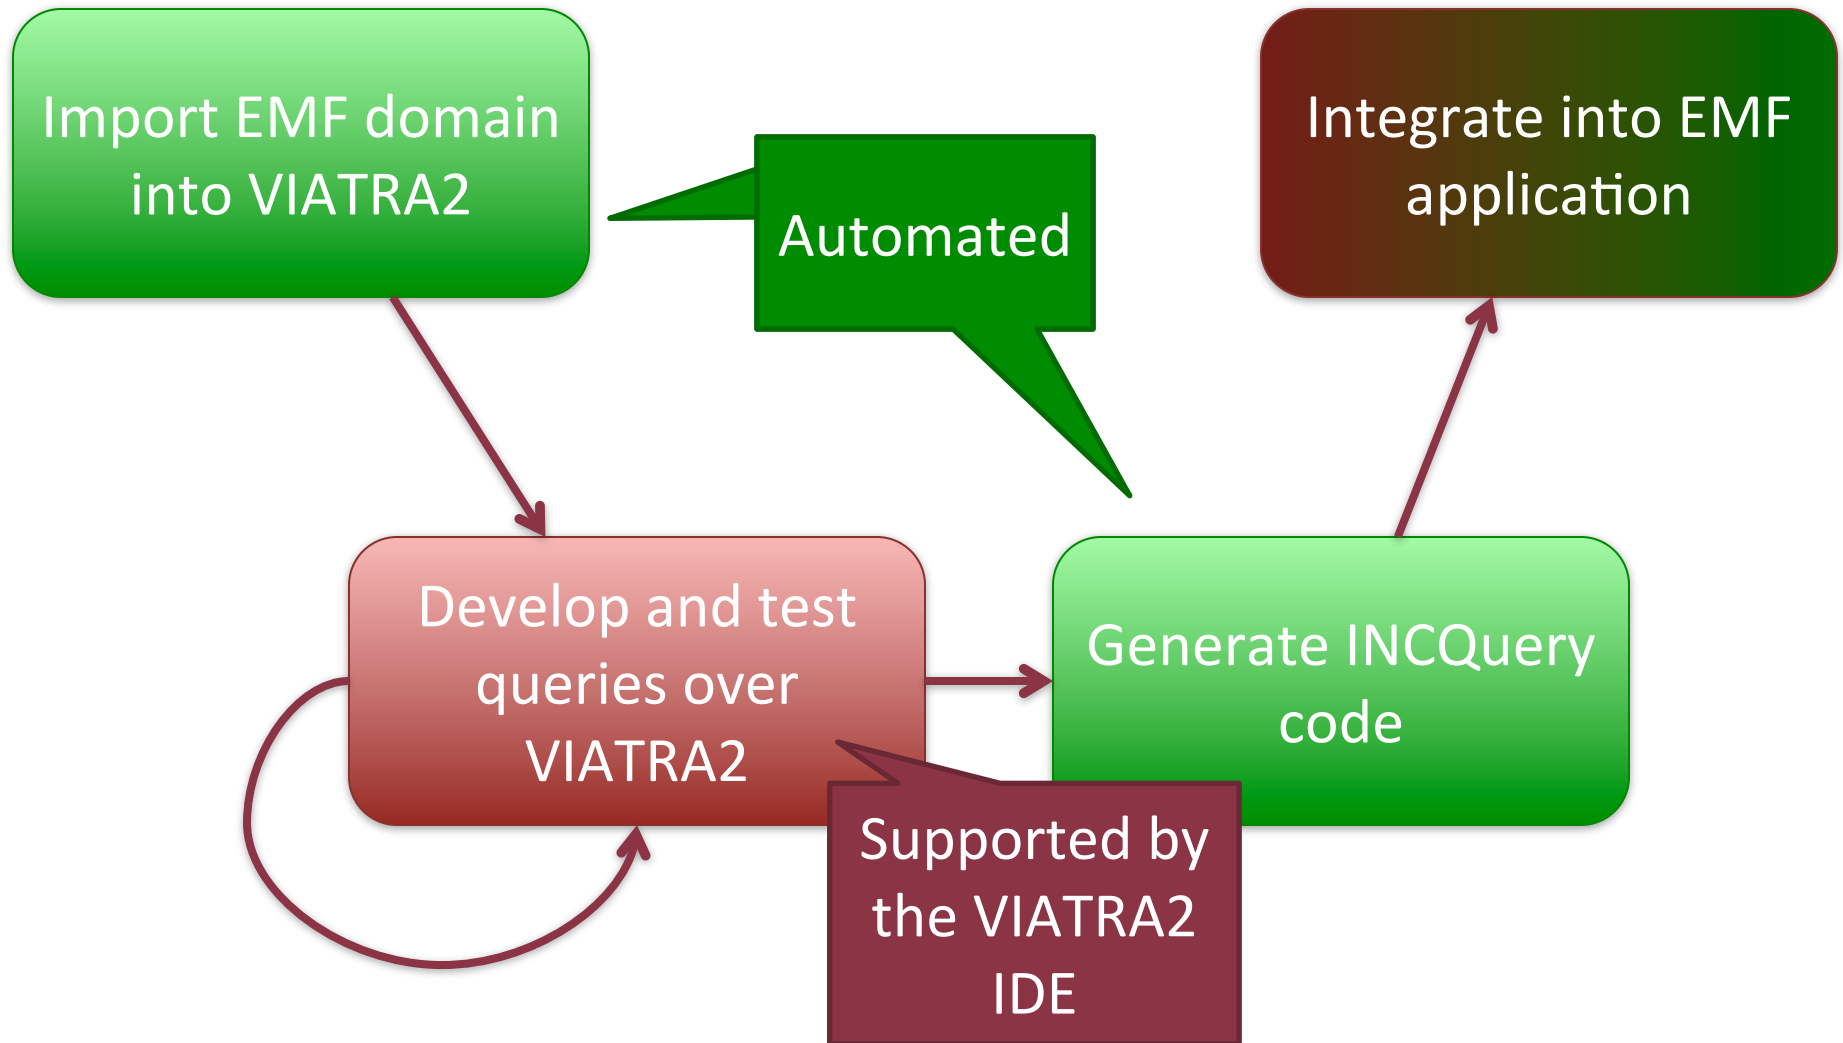 Import EMF domain
into VIATRA2
Automated
Integrate into EMF
application
Develop and test
queries over
VIATRA2
Generate INCQuery
code
Supported by
the VIATRA2
IDE